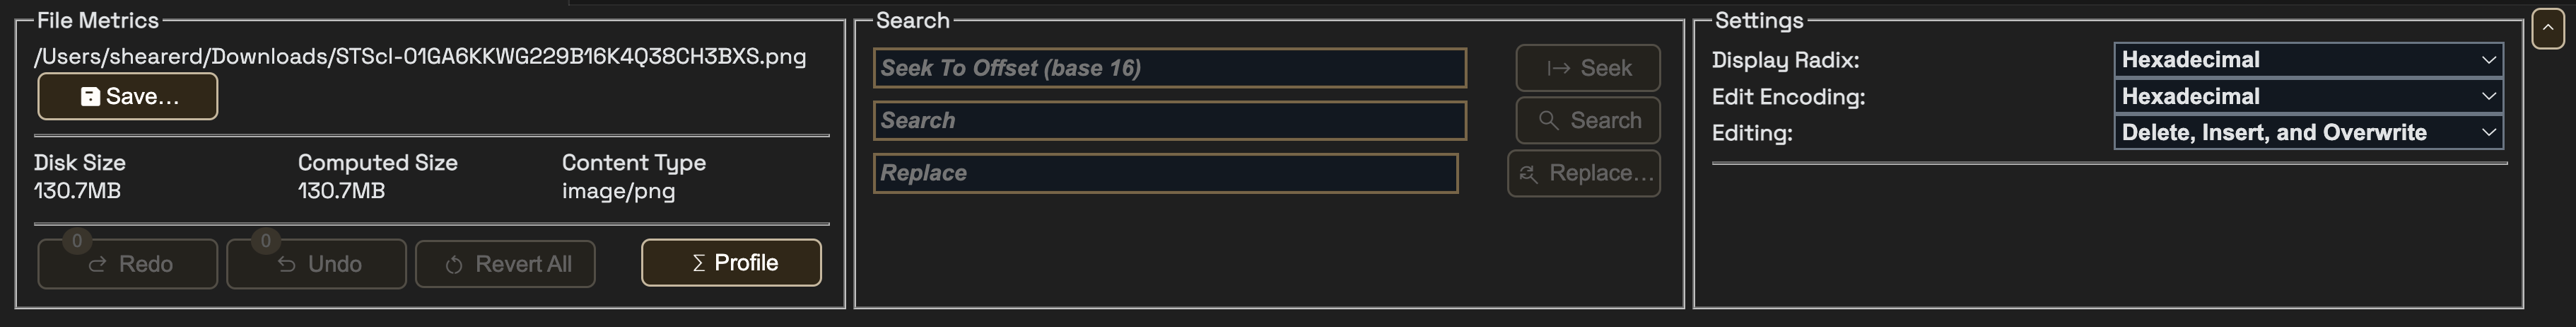 File Metrics
/Users/shearerd/Downloads/STScI-01GA6KKWG229B16K4Q38CH3BXS.png
Save...
Disk Size Computed Size Content Type
130.7MB 130.7MB image/png
0 Redo 0 Undo Revert All Σ Profile
Search
Seek To Offset (base 16) Seek
Search Search
Replace Replace...
Settings
Display Radix: Hexadecimal
Edit Encoding: Hexadecimal
Editing: Delete, Insert, and Overwrite